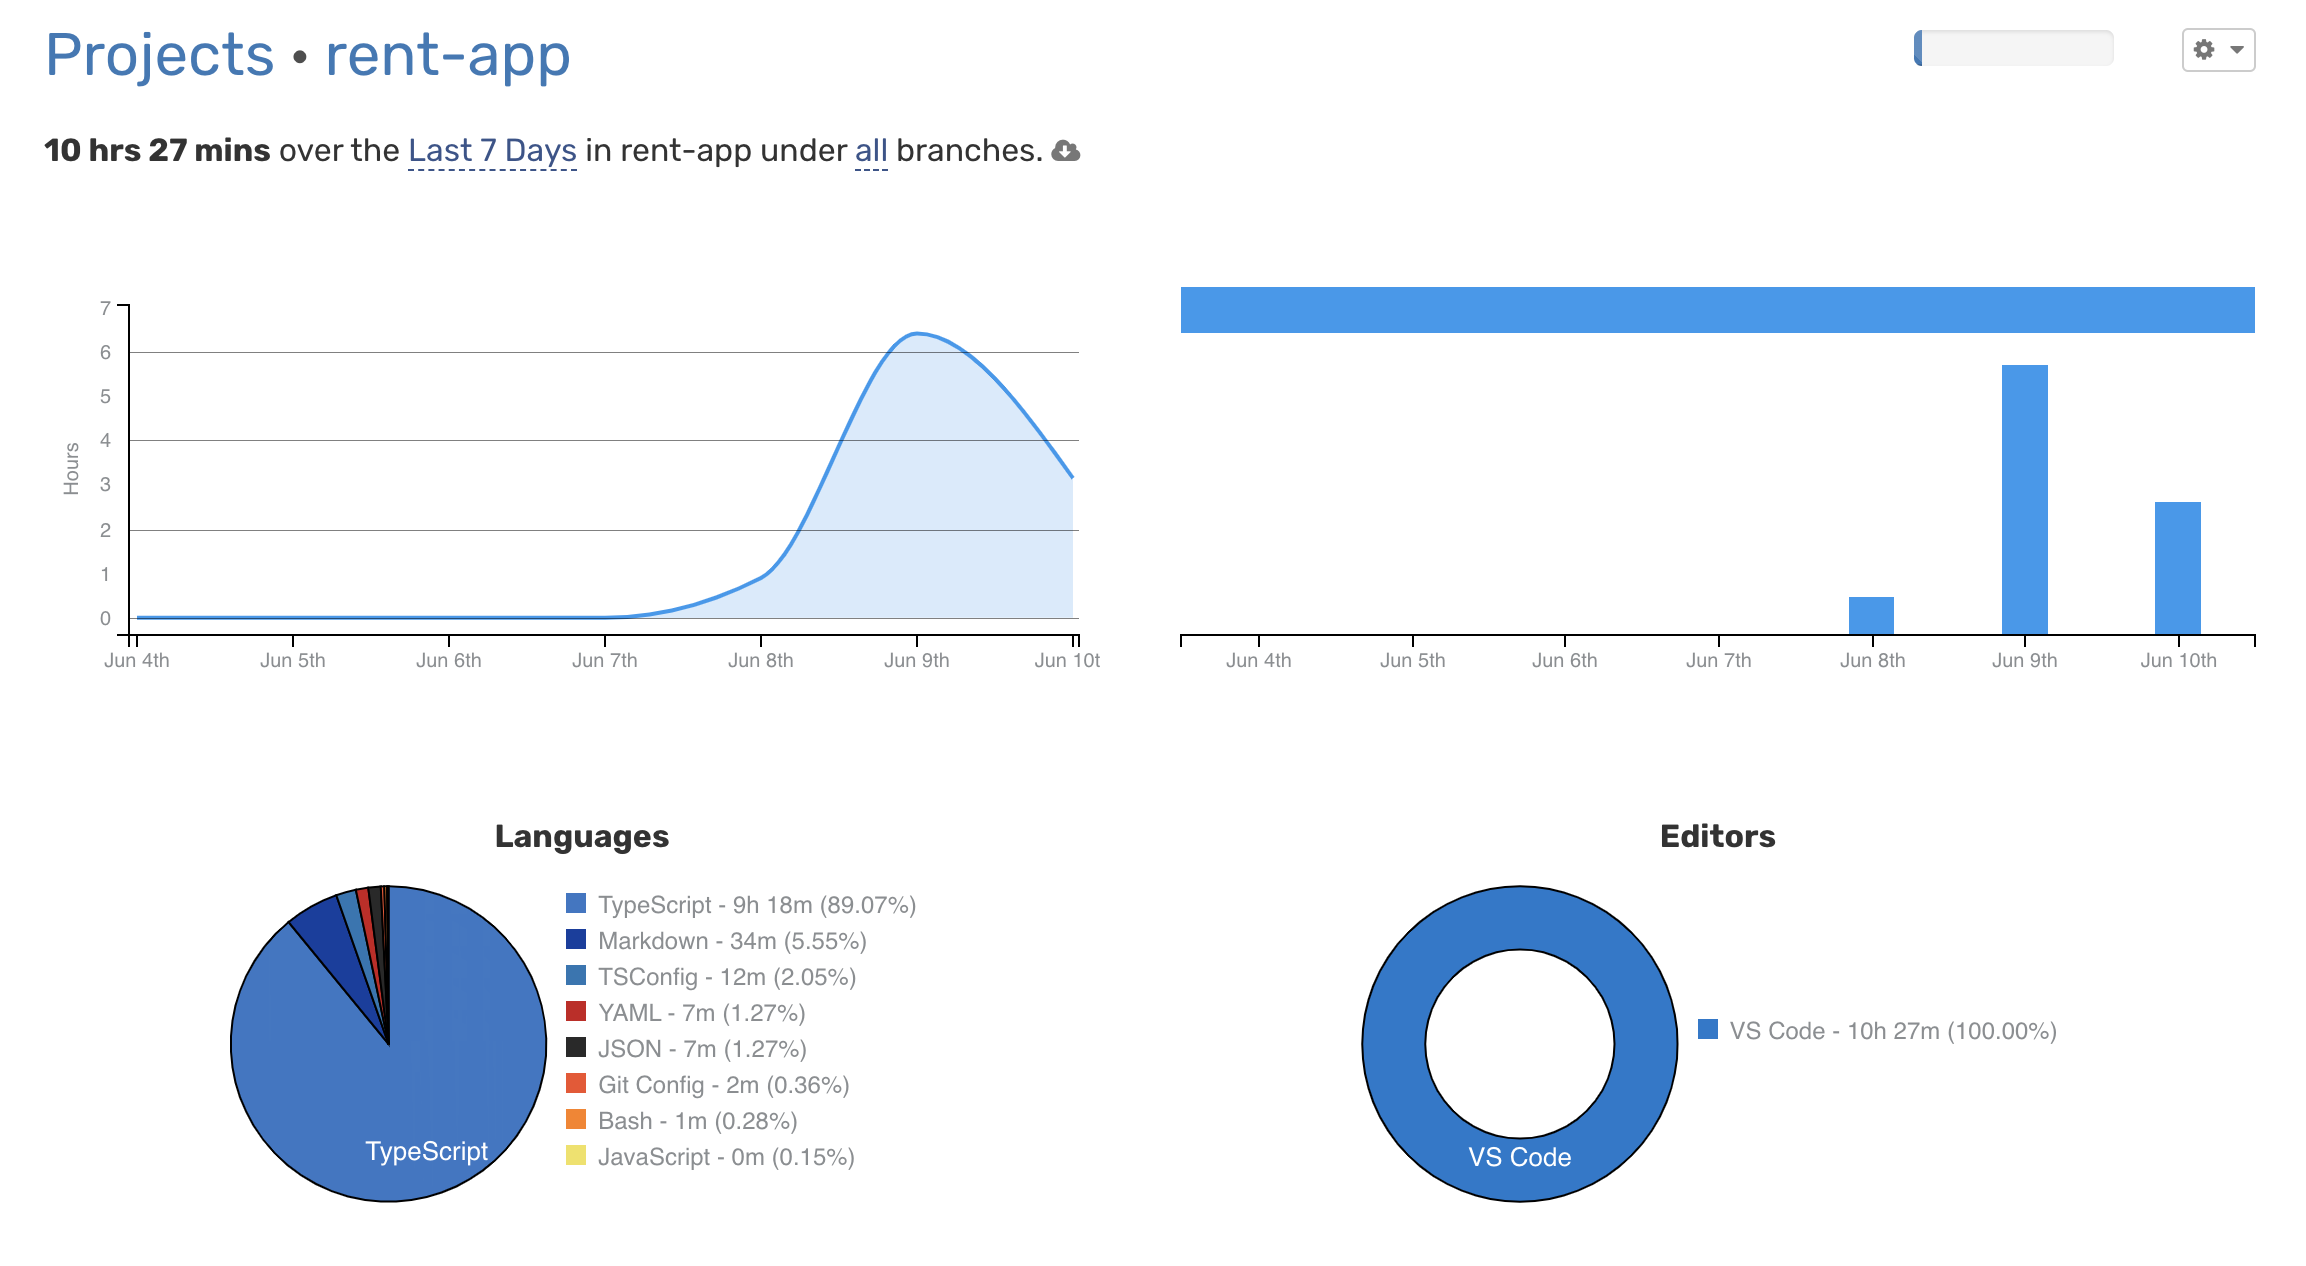 Projects • rent-app
10 hrs 27 mins over the Last 7 Days in rent-app under all branches.
7
6
5
4
3
2
1
0
Hours
Jun 4th
Jun 5th
Jun 6th
Jun 7th
Jun 8th
Jun 9th
Jun 10t
Jun 4th
Jun 5th
Jun 6th
Jun 7th
Jun 8th
Jun 9th
Jun 10th
Languages
TypeScript
TypeScript - 9h 18m (89.07%)
Markdown - 34m (5.55%)
TSConfig - 12m (2.05%)
YAML - 7m (1.27%)
JSON - 7m (1.27%)
Git Config - 2m (0.36%)
Bash - 1m (0.28%)
JavaScript - 0m (0.15%)
Editors
VS Code
VS Code - 10h 27m (100.00%)